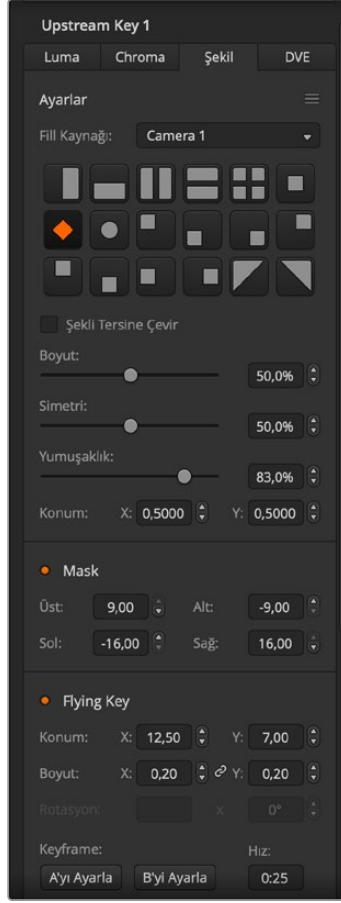 Upstream Key 1
Luma Chroma Şekil DVE
Ayarlar
Fill Kaynağı: Camera 1
Şekli Tersine Çevir
Boyut:
50,0%
Simetri:
50,0%
Yumuşaklık:
83,0%
Konum: X: 0,5000 Y: 0,5000
Mask
Üst: 9,00 Alt: -9,00
Sol: -16,00 Sağ: 16,00
Flying Key
Konum: X: 12,50 Y: 7,00
Boyut: X: 0,20 Y: 0,20
Rotasyon: x 0°
Keyframe: Hız:
A'yı Ayarla B'yi Ayarla 0:25